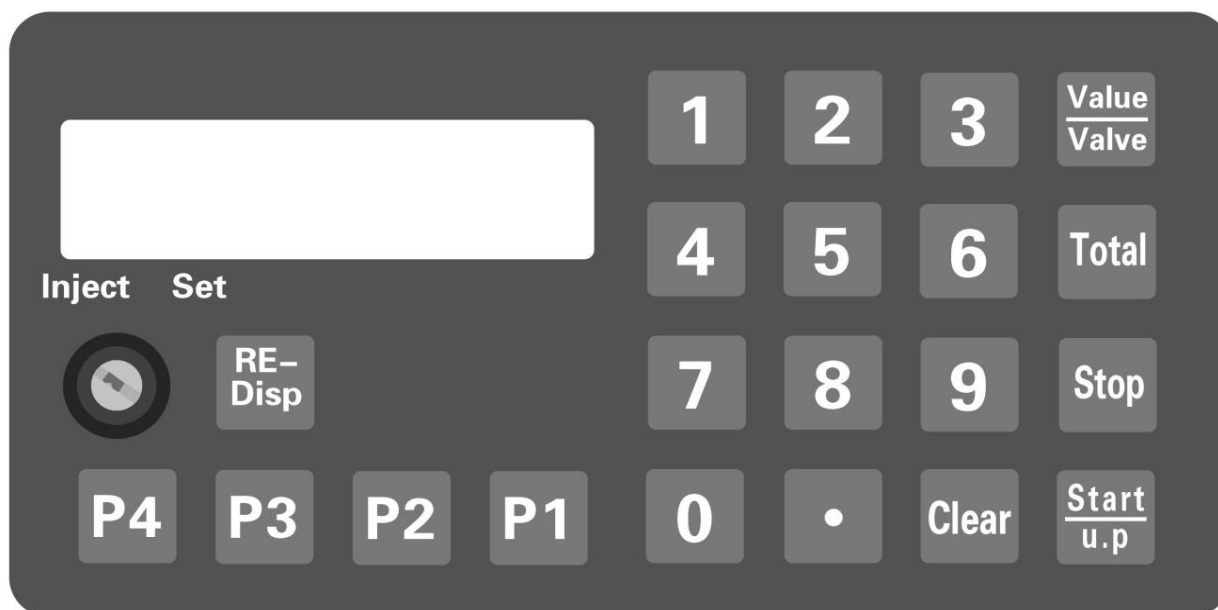 1 2 3 Value
Valve
4 5 6 Total
Inject Set
RE–
Disp
7 8 9 Stop
P4 P3 P2 P1 0 • Clear Start
u.p